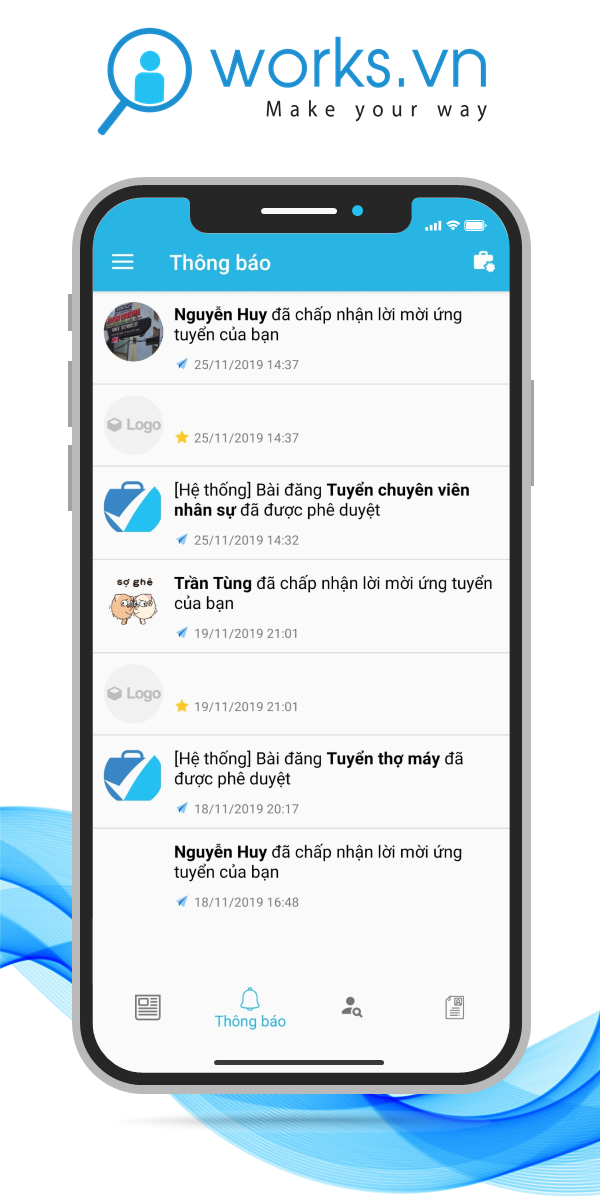 works.vn
Make your way
Thông báo
Nguyễn Huy đã chấp nhận lời mời ứng
tuyển của bạn
25/11/2019 14:37
Logo
25/11/2019 14:37
[Hệ thống] Bài đăng Tuyển chuyên viên
nhân sự đã được phê duyệt
25/11/2019 14:32
sợ ghê
Trần Tùng đã chấp nhận lời mời ứng tuyển
của bạn
19/11/2019 21:01
Logo
19/11/2019 21:01
[Hệ thống] Bài đăng Tuyển thợ máy đã
được phê duyệt
18/11/2019 20:17
Nguyễn Huy đã chấp nhận lời mời ứng
tuyển của bạn
18/11/2019 16:48
Thông báo